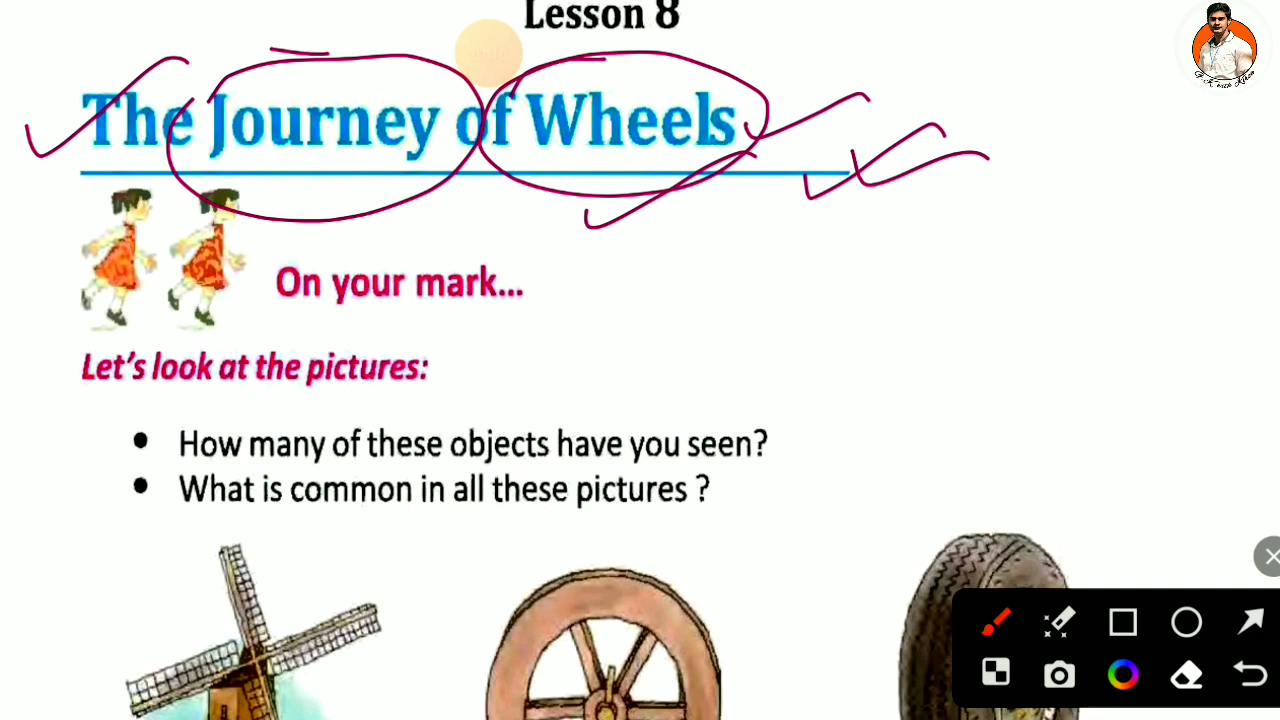 Lesson 8
The Journey of Wheels
On your mark...
Let's look at the pictures:
• How many of these objects have you seen?
• What is common in all these pictures ?